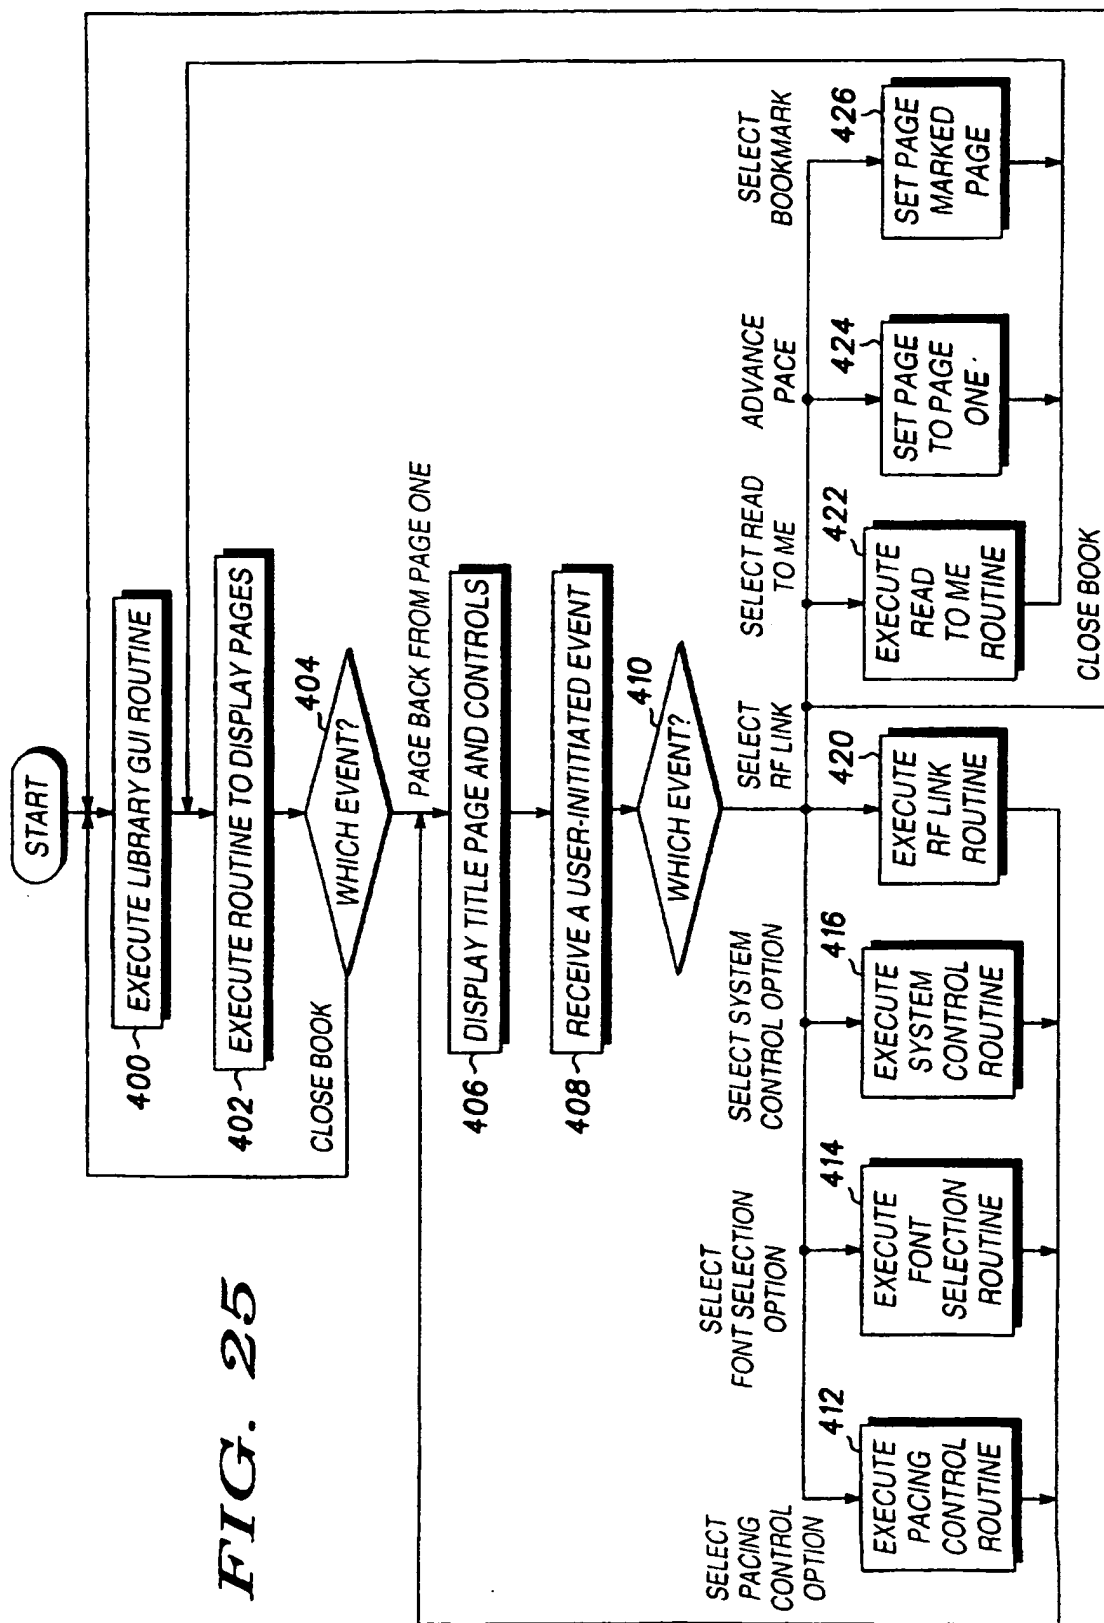 FIG. 25
START
400
EXECUTE LIBRARY GUI ROUTINE
402
EXECUTE ROUTINE TO DISPLAY PAGES
404
WHICH EVENT?
CLOSE BOOK
PAGE BACK FROM PAGE ONE
406
DISPLAY TITLE PAGE AND CONTROLS
408
RECEIVE A USER-INITITIATED EVENT
410
WHICH EVENT?
SELECT
PACING
CONTROL
OPTION
SELECT
FONT SELECTION
OPTION
SELECT SYSTEM
CONTROL OPTION
SELECT
RF LINK
SELECT READ
TO ME
ADVANCE
PACE
SELECT
BOOKMARK
412
EXECUTE
PACING
CONTROL
ROUTINE
414
EXECUTE
FONT
SELECTION
ROUTINE
416
EXECUTE
SYSTEM
CONTROL
ROUTINE
420
EXECUTE
RF LINK
ROUTINE
422
EXECUTE
READ
TO ME
ROUTINE
424
SET PAGE
TO PAGE
ONE
426
SET PAGE
MARKED
PAGE
CLOSE BOOK